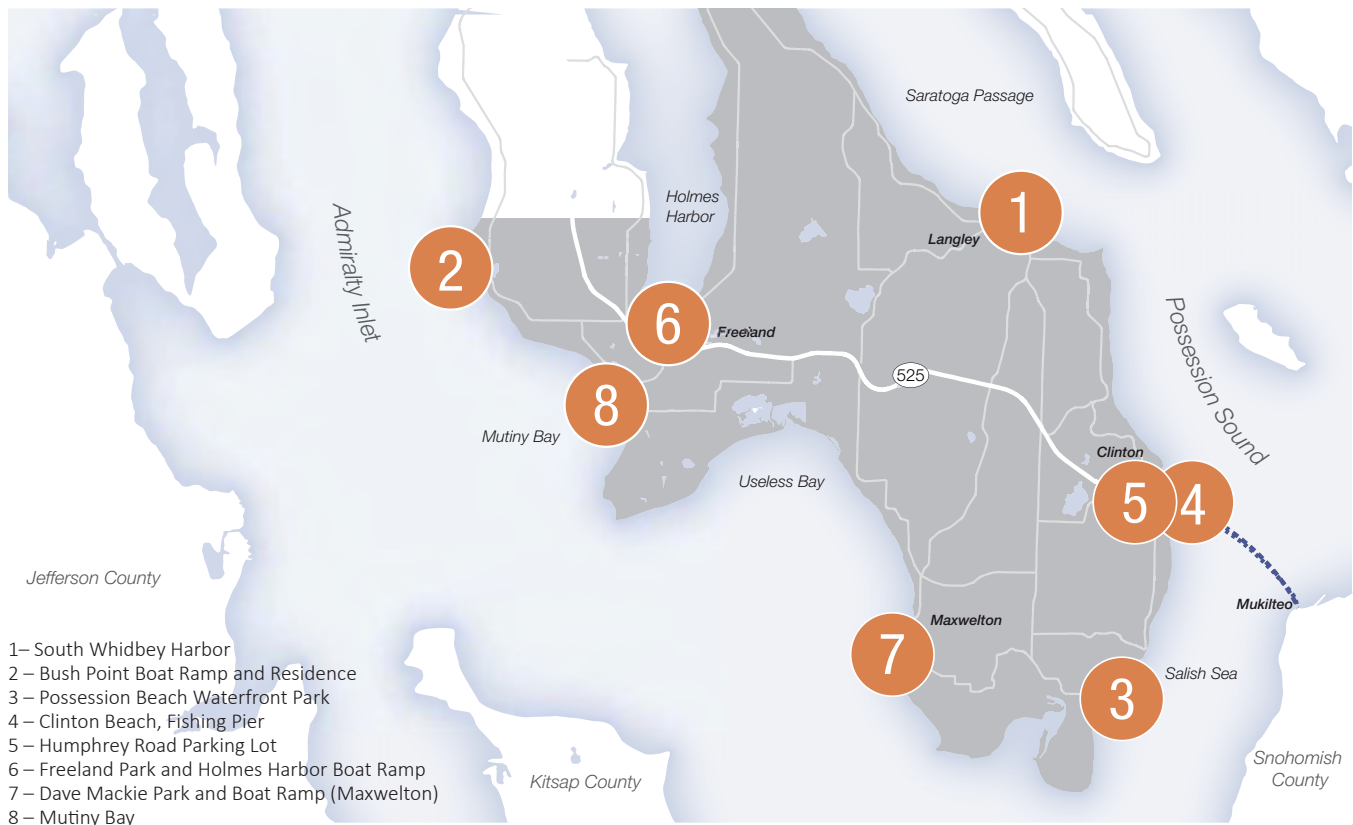 Saratoga Passage
Holmes
Harbor
1
Langley
Admiralty Inlet
2
6
Freeland
Possession Sound
525
8
Mutiny Bay
Clinton
Useless Bay
5
4
Jefferson County
Mukilteo
Maxwelton
7
Salish Sea
3
1– South Whidbey Harbor
2 – Bush Point Boat Ramp and Residence
3 – Possession Beach Waterfront Park
4 – Clinton Beach, Fishing Pier
5 – Humphrey Road Parking Lot
6 – Freeland Park and Holmes Harbor Boat Ramp
7 – Dave Mackie Park and Boat Ramp (Maxwelton)
8 – Mutiny Bay
Kitsap County
Snohomish
County